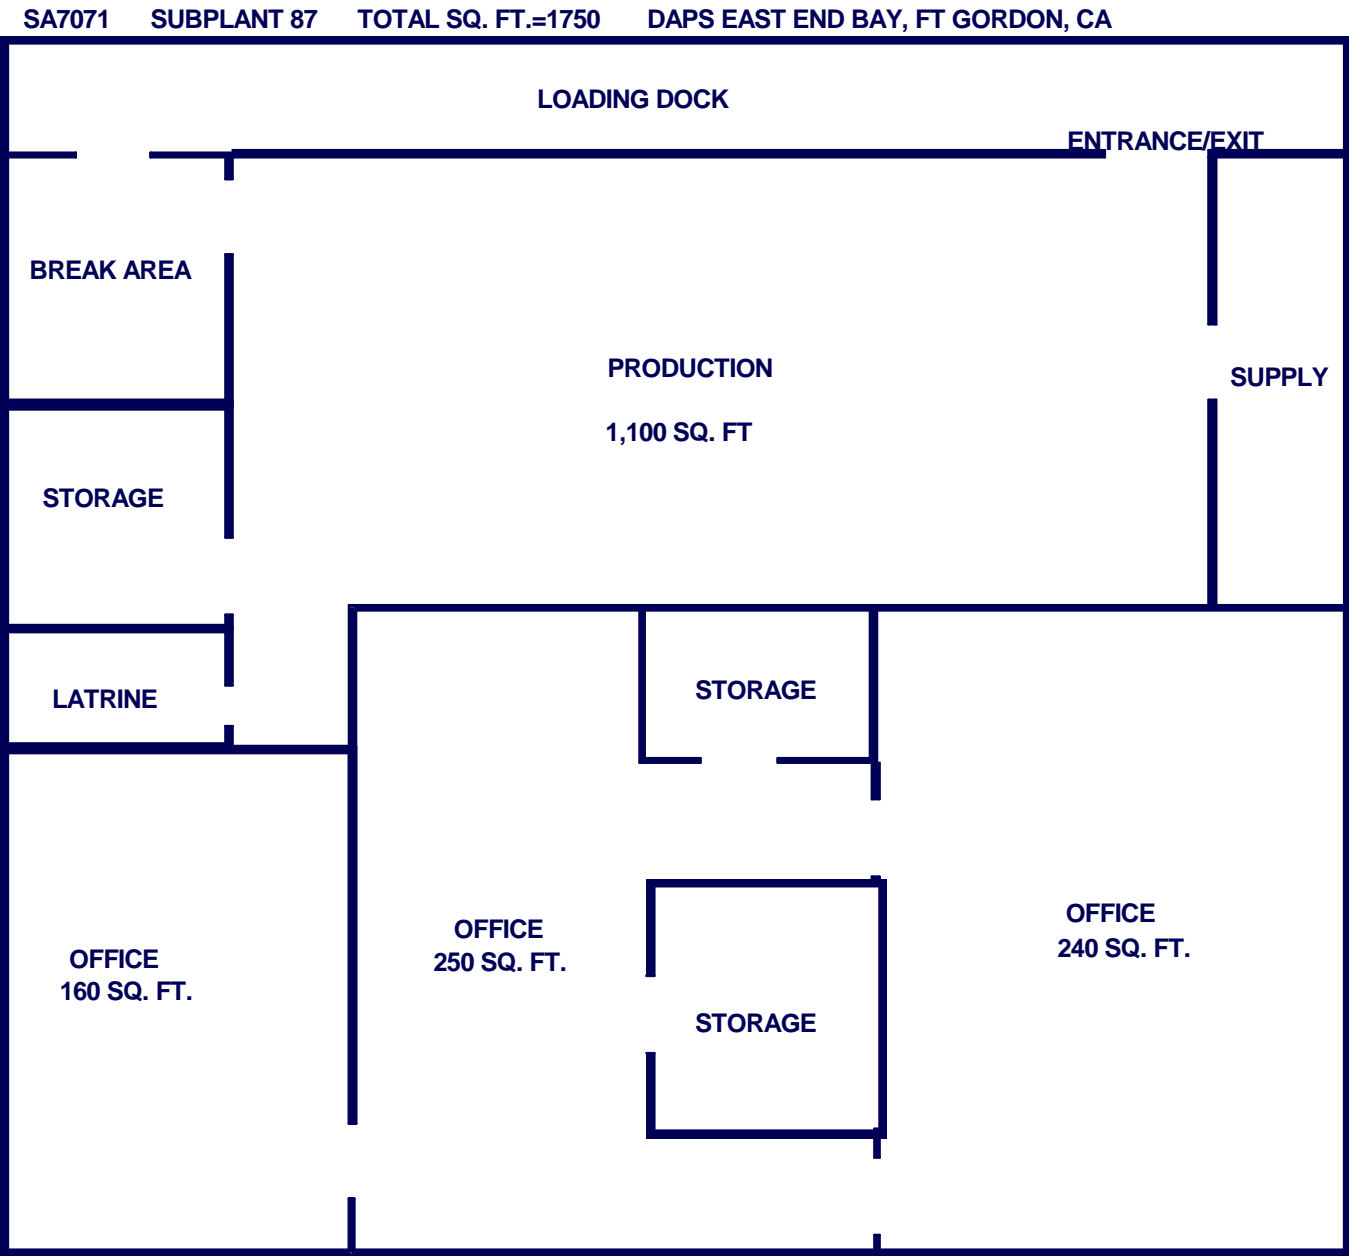 SA7071 SUBPLANT 87 TOTAL SQ. FT.=1750 DAPS EAST END BAY, FT GORDON, CA
LOADING DOCK
ENTRANCE/EXIT
BREAK AREA
PRODUCTION
1,100 SQ. FT
SUPPLY
STORAGE
LATRINE
STORAGE
OFFICE
160 SQ. FT.
OFFICE
250 SQ. FT.
STORAGE
OFFICE
240 SQ. FT.